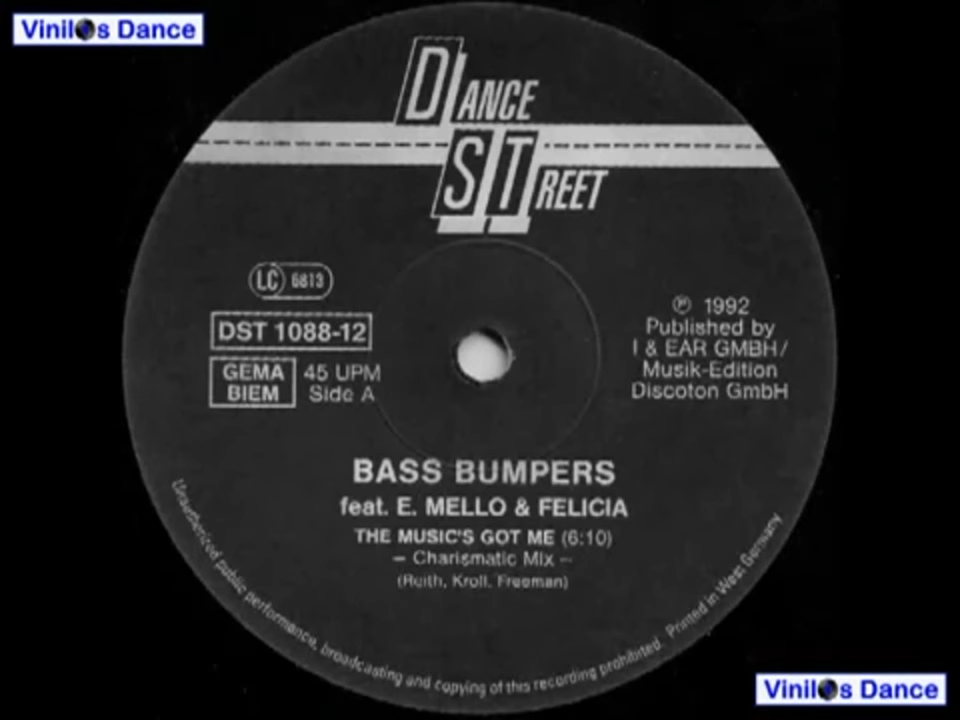 Vinilos Dance
DANCE
STREET
LC 6813
DST 1088-12
GEMA
BIEM
45 UPM
Side A
℗ 1992
Published by
I & EAR GMBH/
Musik-Edition
Discoton GmbH
BASS BUMPERS
feat. E. MELLO & FELICIA
THE MUSIC'S GOT ME (6:10)
– Charismatic Mix –
(Reith, Kroll, Freeman)
Unauthorized public performance, broadcasting and copying of this recording prohibited. Printed in West Germany
Vinilos Dance